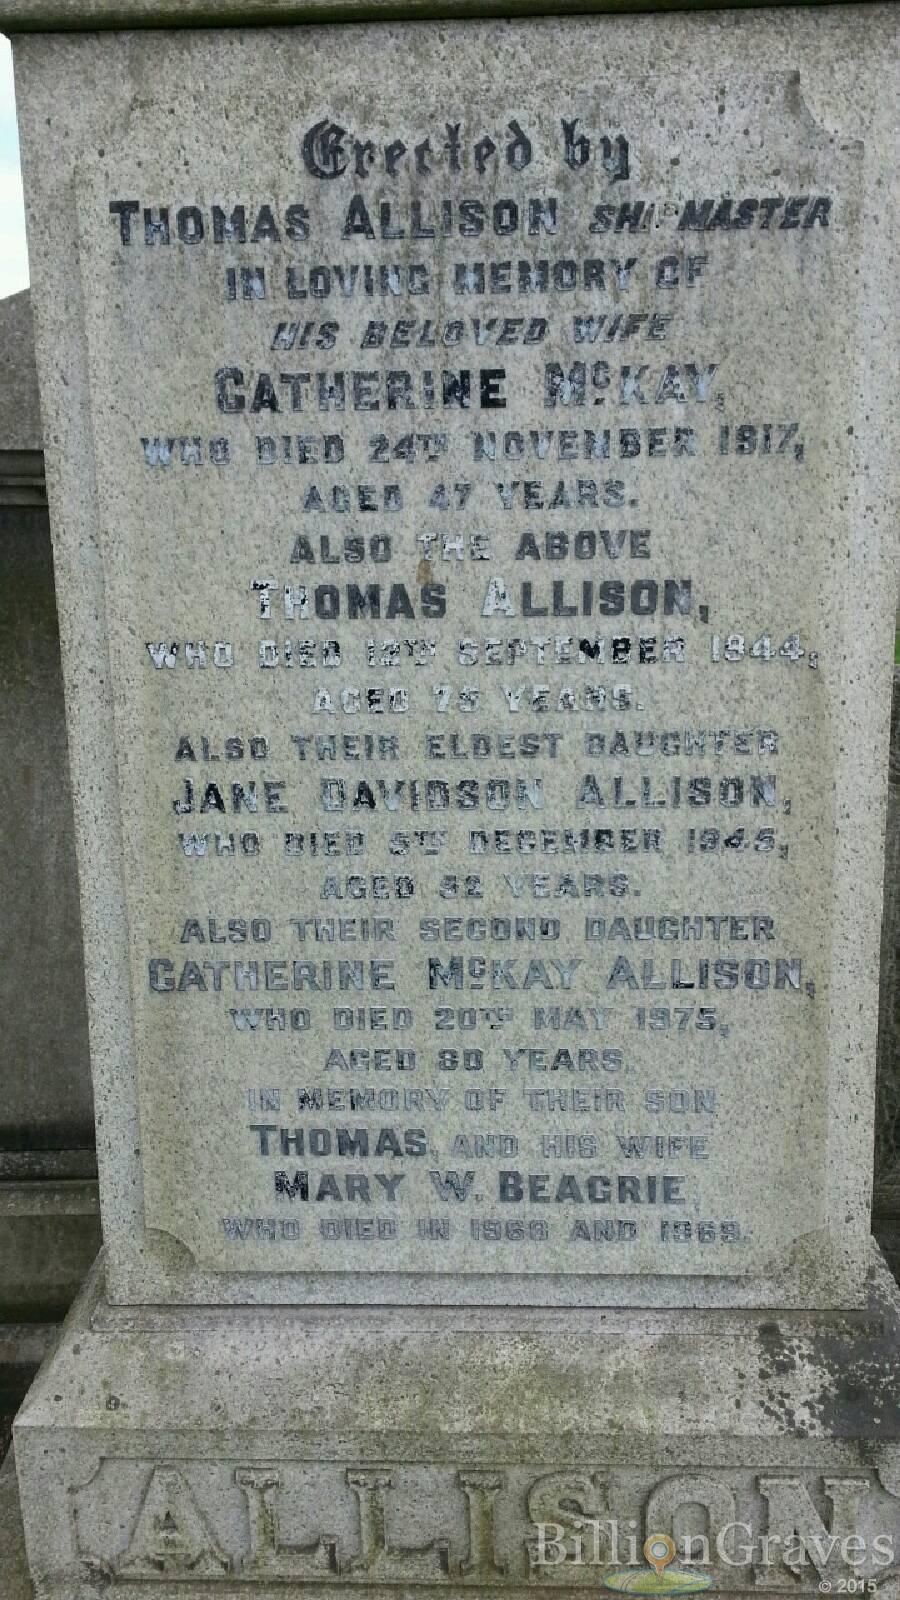 Erected by
THOMAS ALLISON SHIPMASTER
IN LOVING MEMORY OF
HIS BELOVED WIFE
CATHERINE McKAY,
WHO DIED 24TH NOVEMBER 1917,
AGED 47 YEARS.
ALSO THE ABOVE
THOMAS ALLISON,
WHO DIED SEPTEMBER 1944,
AGED 75 YEARS.
ALSO THEIR ELDEST DAUGHTER
JANE DAVIDSON ALLISON,
WHO DIED 5TH DECEMBER 1945,
AGED 52 YEARS.
ALSO THEIR SECOND DAUGHTER
CATHERINE McKAY ALLISON,
WHO DIED 20TH MAY 1975,
AGED 80 YEARS.
IN MEMORY OF THEIR SON
THOMAS, AND HIS WIFE
MARY W. BEAGRIE,
WHO DIED IN AND 1969.
ALLISON
BillionGraves
© 2015